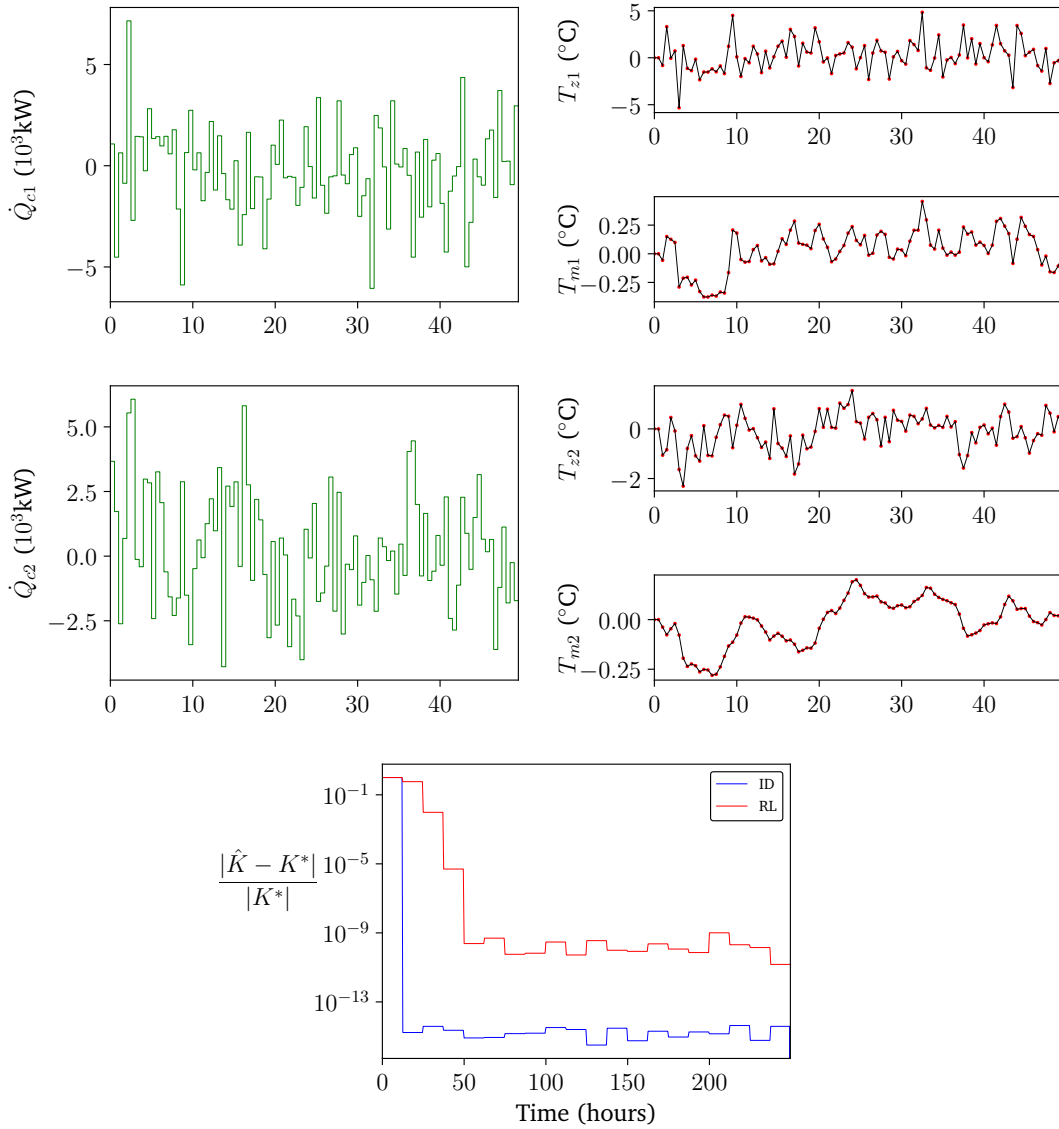 5
0
−5
Q̇c1 (10³kW)
0 10 20 30 40
5
0
−5
Tz1 (°C)
0 10 20 30 40
0.25
0.00
−0.25
Tm1 (°C)
0 10 20 30 40
5.0
2.5
0.0
−2.5
Q̇c2 (10³kW)
0 10 20 30 40
0
−2
Tz2 (°C)
0 10 20 30 40
0.00
−0.25
Tm2 (°C)
0 10 20 30 40
ID
RL
10⁻¹
10⁻⁵
10⁻⁹
10⁻¹³
|K̂ − K*|
|K*|
0 50 100 150 200
Time (hours)